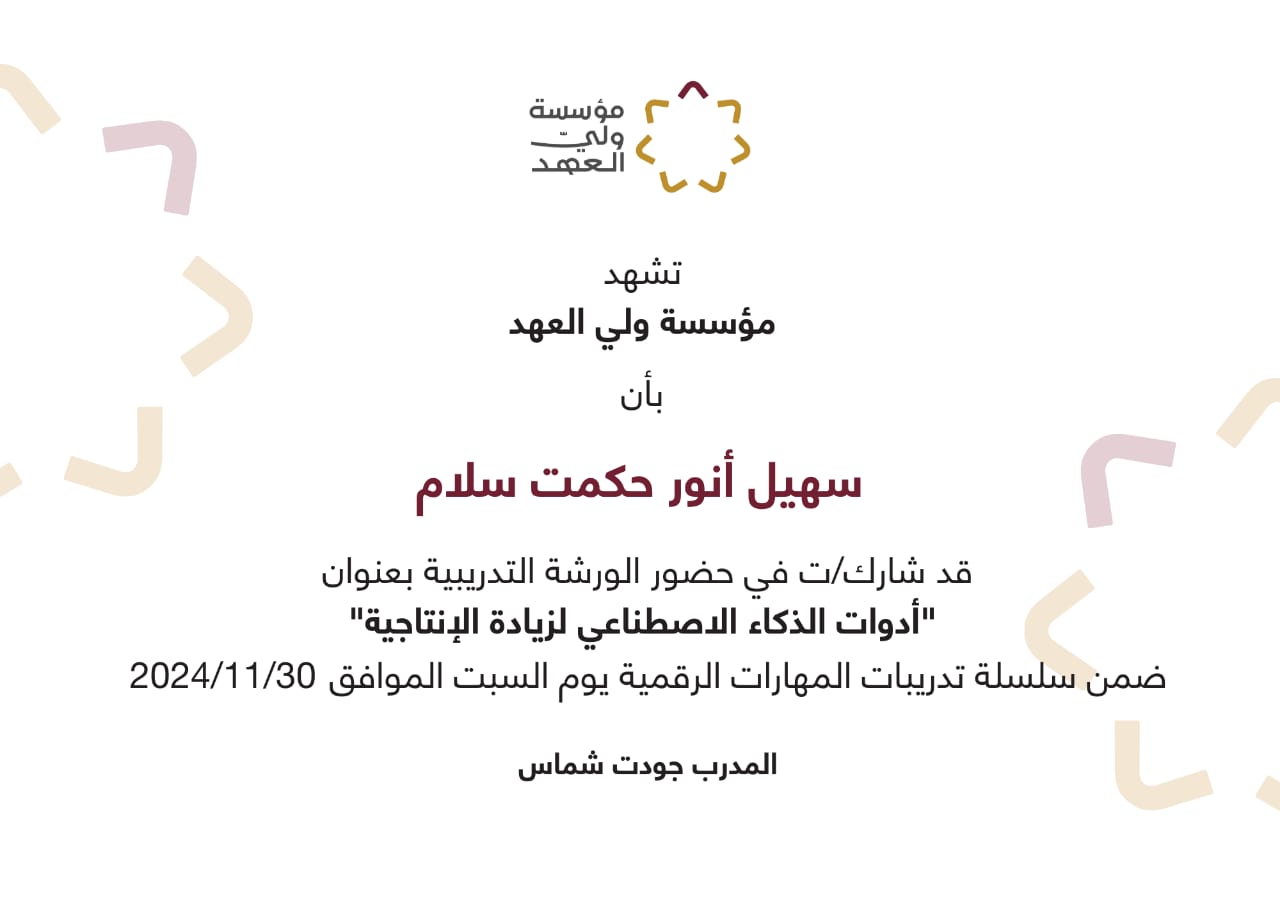 مؤسسة
وليّ
العهد
تشهد
مؤسسة ولي العهد
بأن
سهيل أنور حكمت سلام
قد شارك/ت في حضور الورشة التدريبية بعنوان
"أدوات الذكاء الاصطناعي لزيادة الإنتاجية"
ضمن سلسلة تدريبات المهارات الرقمية يوم السبت الموافق 2024/11/30
المدرب جودت شماس